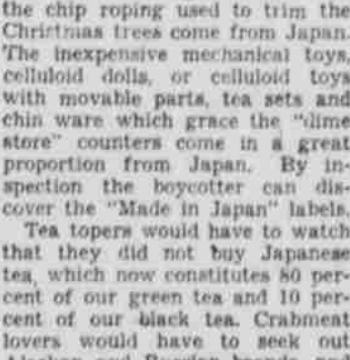 the chip roping used to trim the
Christmas trees come from Japan.
The inexpensive mechanical toys,
celluloid dolls, or celluloid toys
with movable parts, tea sets and
chin ware which grace the "dime
store" counters come in a great
proportion from Japan. By in-
spection the boycotter can dis-
cover the "Made in Japan" labels.
Tea topers would have to watch
that they did not buy Japanese
tea, which now constitutes 80 per-
cent of our green tea and 10 per-
cent of our black tea. Crabment
lovers would have to seek out